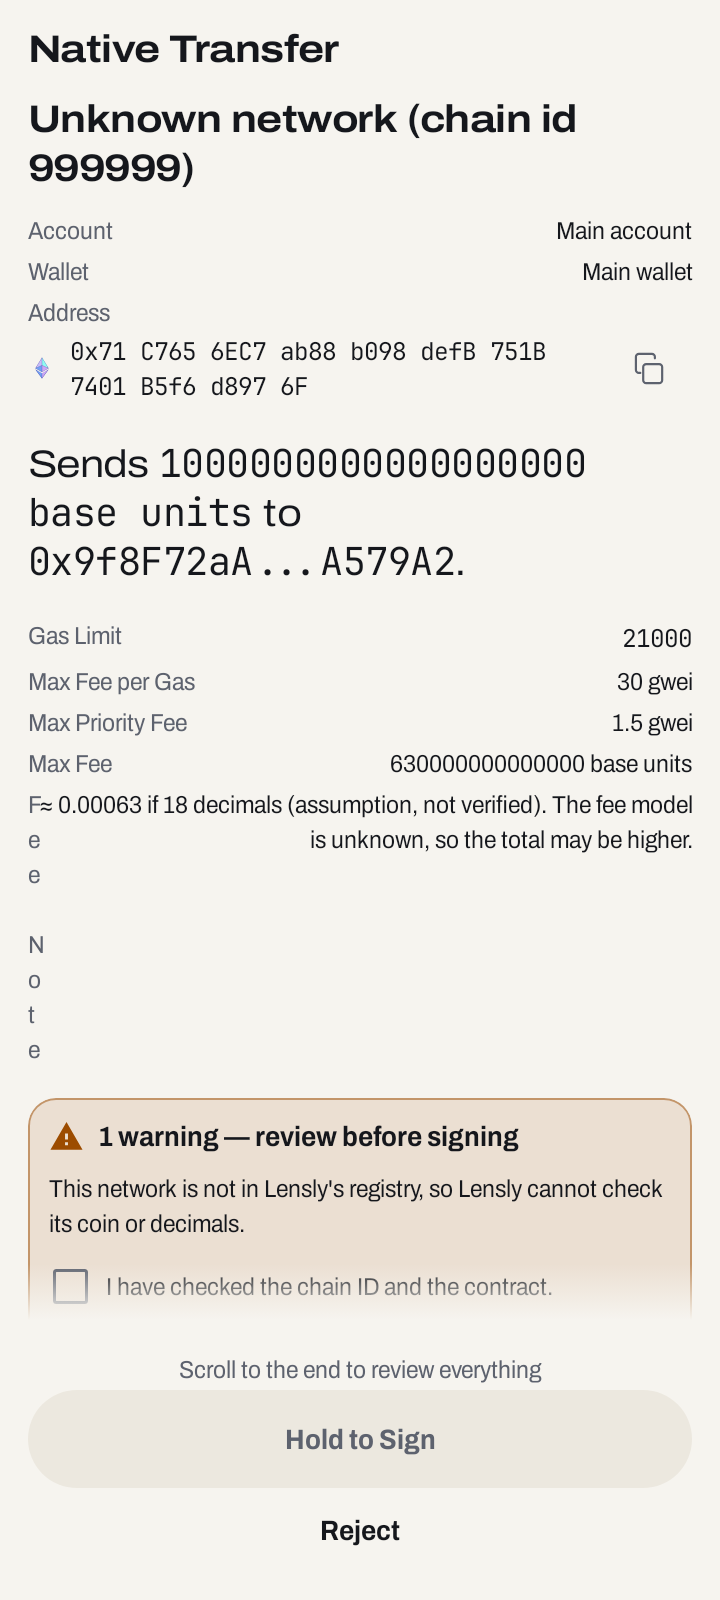 Native Transfer
Unknown network (chain id
999999)
Account Main account
Wallet Main wallet
Address
0x71 C765 6EC7 ab88 b098 defB 751B
7401 B5f6 d897 6F
Sends 1000000000000000000
base units to
0x9f8F72aA...A579A2.
Gas Limit 21000
Max Fee per Gas 30 gwei
Max Priority Fee 1.5 gwei
Max Fee 630000000000000 base units
Fee Note ≈ 0.00063 if 18 decimals (assumption, not verified). The fee model
is unknown, so the total may be higher.
1 warning — review before signing
This network is not in Lensly's registry, so Lensly cannot check
its coin or decimals.
I have checked the chain ID and the contract.
Scroll to the end to review everything
Hold to Sign
Reject